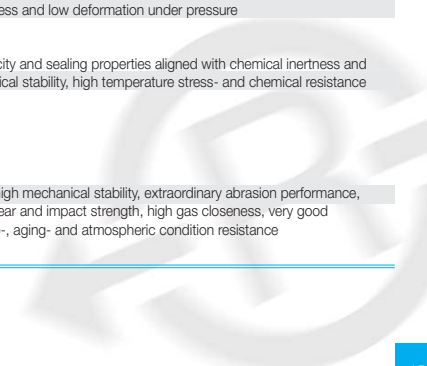 ess and low deformation under pressure
city and sealing properties aligned with chemical inertness and
ical stability, high temperature stress- and chemical resistance
igh mechanical stability, extraordinary abrasion performance,
ear and impact strength, high gas closeness, very good
-, aging- and atmospheric condition resistance